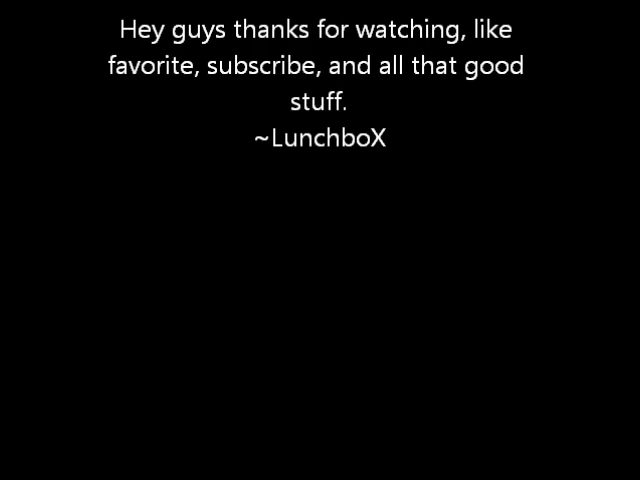 Hey guys thanks for watching, like
favorite, subscribe, and all that good
stuff.
~LunchboX